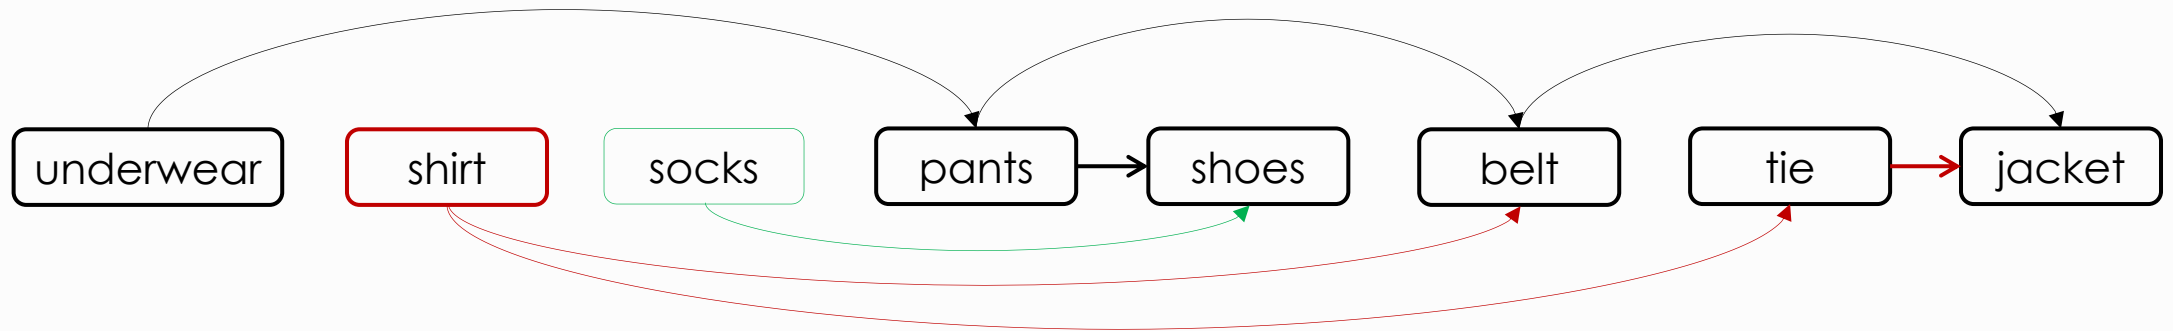 underwear
shirt
socks
pants
shoes
belt
tie
jacket